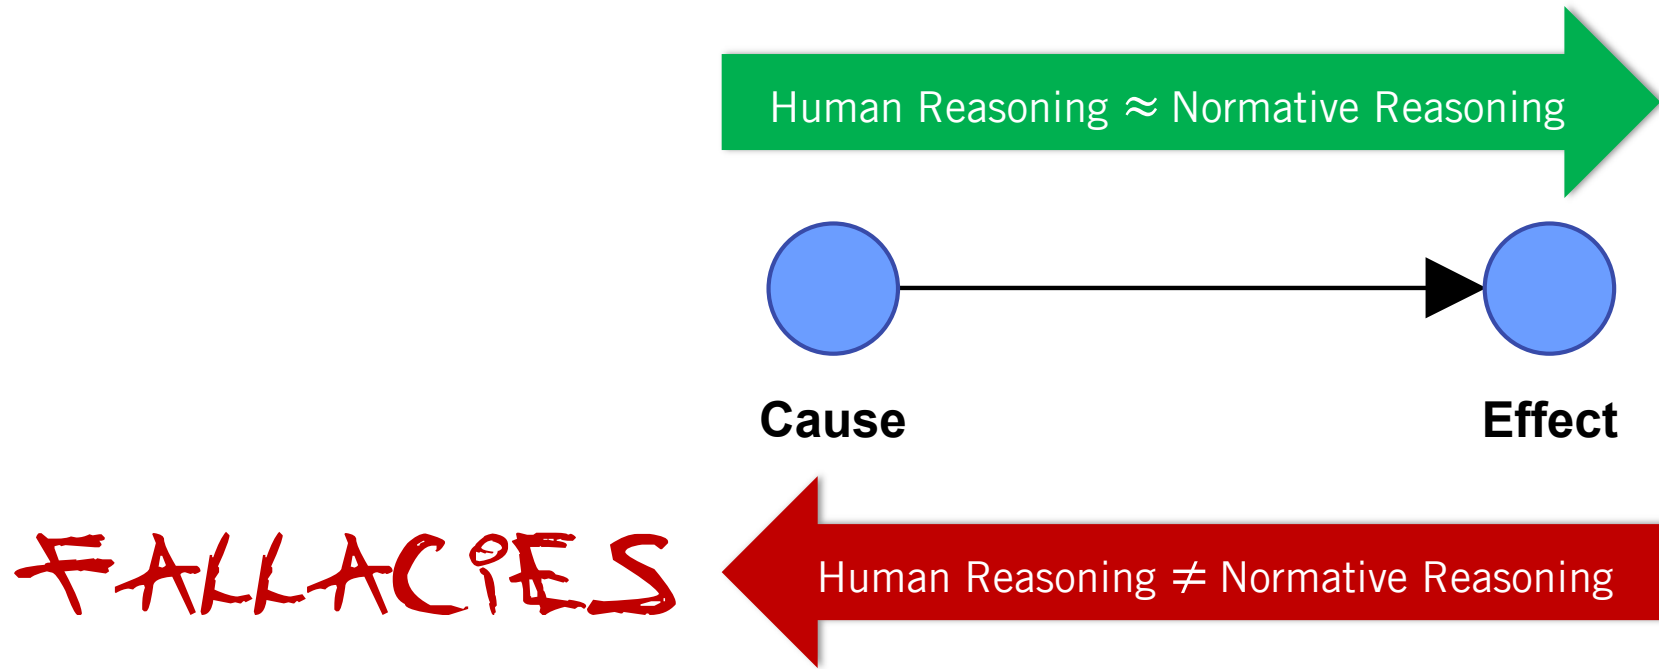 Human Reasoning ≈ Normative Reasoning
Cause
Effect
FALLACiES
Human Reasoning ≠ Normative Reasoning